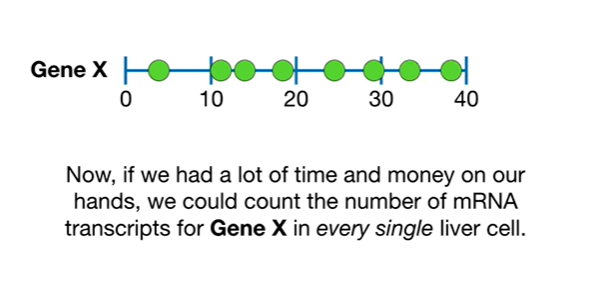 Gene X
0 10 20 30 40
Now, if we had a lot of time and money on our
hands, we could count the number of mRNA
transcripts for Gene X in every single liver cell.